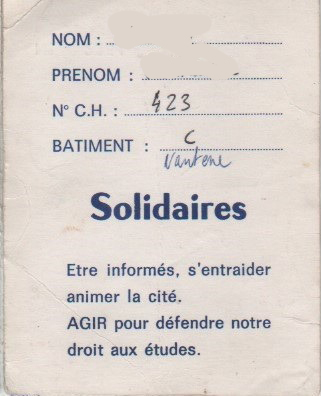 NOM :
PRENOM :
N° C.H. : 423
BATIMENT : C
Solidaires
Etre informés, s'entraider
animer la cité.
AGIR pour défendre notre
droit aux études.